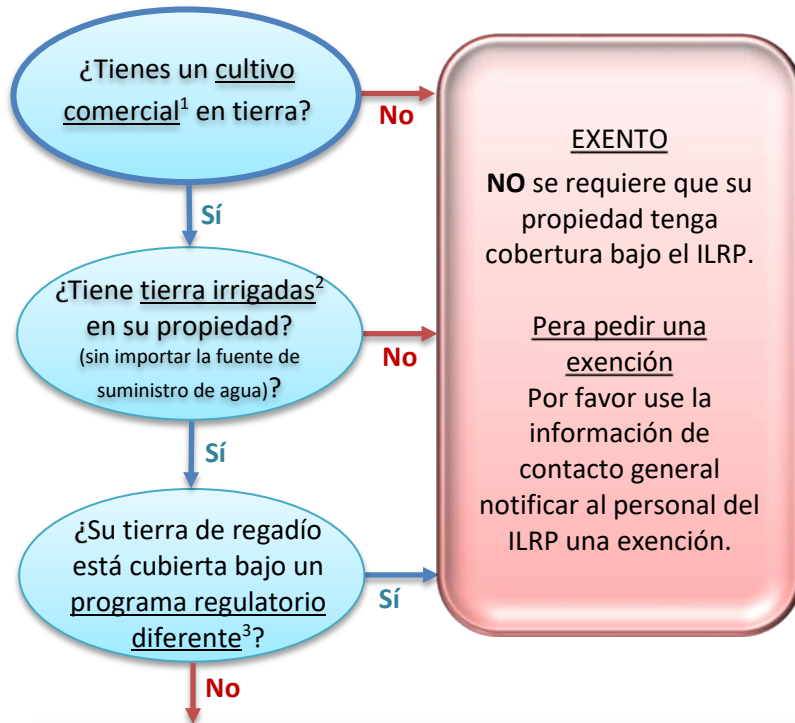 ¿Tienes un cultivo
comercial¹ en tierra?
No
Sí
¿Tiene tierra irrigadas²
en su propiedad?
(sin importar la fuente de
suministro de agua)?
No
Sí
¿Su tierra de regadío
está cubierta bajo un
programa regulatorio
diferente³?
Sí
No
EXENTO
NO se requiere que su
propiedad tenga
cobertura bajo el ILRP.
Pera pedir una
exención
Por favor use la
información de
contacto general
notificar al personal del
ILRP una exención.